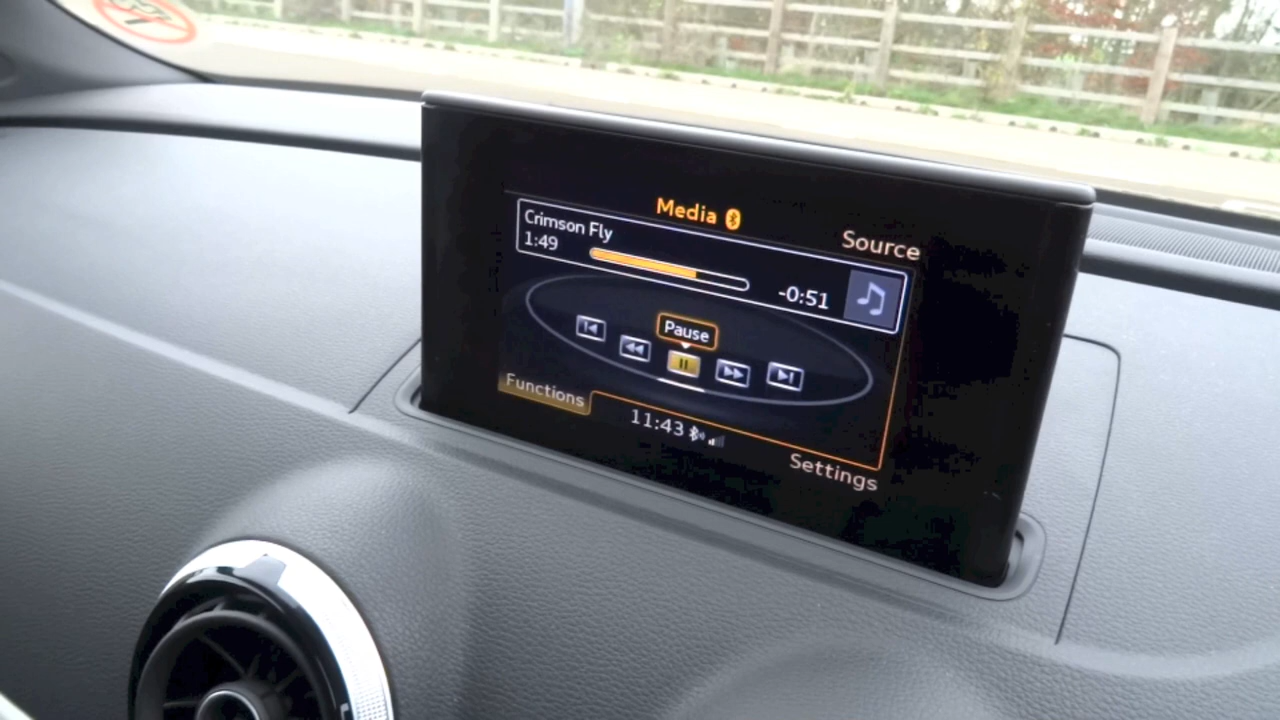 Media
Source
Crimson Fly
1:49
-0:51
Pause
Functions
11:43
Settings